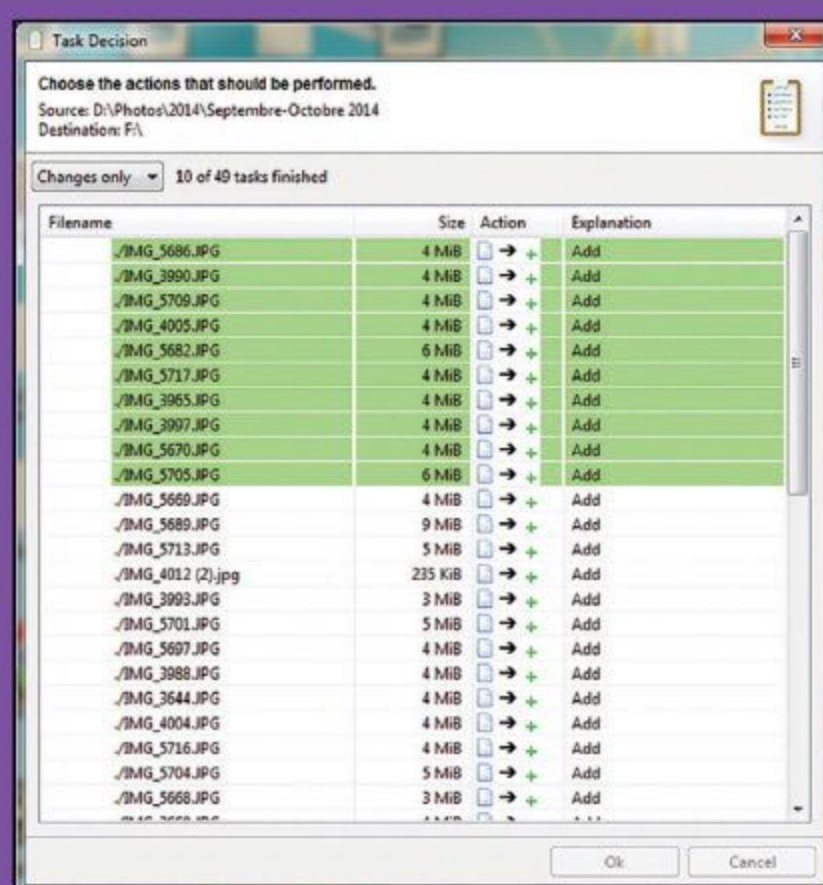 Task Decision
Choose the actions that should be performed.
Source: D:\Photos\2014\Septembre-Octobre 2014
Destination: F:\
Changes only 10 of 49 tasks finished
Filename Size Action Explanation
./IMG_5686.JPG 4 MiB Add
./IMG_3990.JPG 4 MiB Add
./IMG_5709.JPG 4 MiB Add
./IMG_4005.JPG 4 MiB Add
./IMG_5682.JPG 6 MiB Add
./IMG_5717.JPG 4 MiB Add
./IMG_3965.JPG 4 MiB Add
./IMG_3997.JPG 4 MiB Add
./IMG_5670.JPG 4 MiB Add
./IMG_5705.JPG 6 MiB Add
./IMG_5669.JPG 4 MiB Add
./IMG_5689.JPG 9 MiB Add
./IMG_5713.JPG 5 MiB Add
./IMG_4012 (2).jpg 235 KiB Add
./IMG_3993.JPG 3 MiB Add
./IMG_5701.JPG 5 MiB Add
./IMG_5697.JPG 4 MiB Add
./IMG_3988.JPG 4 MiB Add
./IMG_3644.JPG 4 MiB Add
./IMG_4004.JPG 4 MiB Add
./IMG_5716.JPG 4 MiB Add
./IMG_5704.JPG 5 MiB Add
./IMG_5668.JPG 3 MiB Add
Ok Cancel